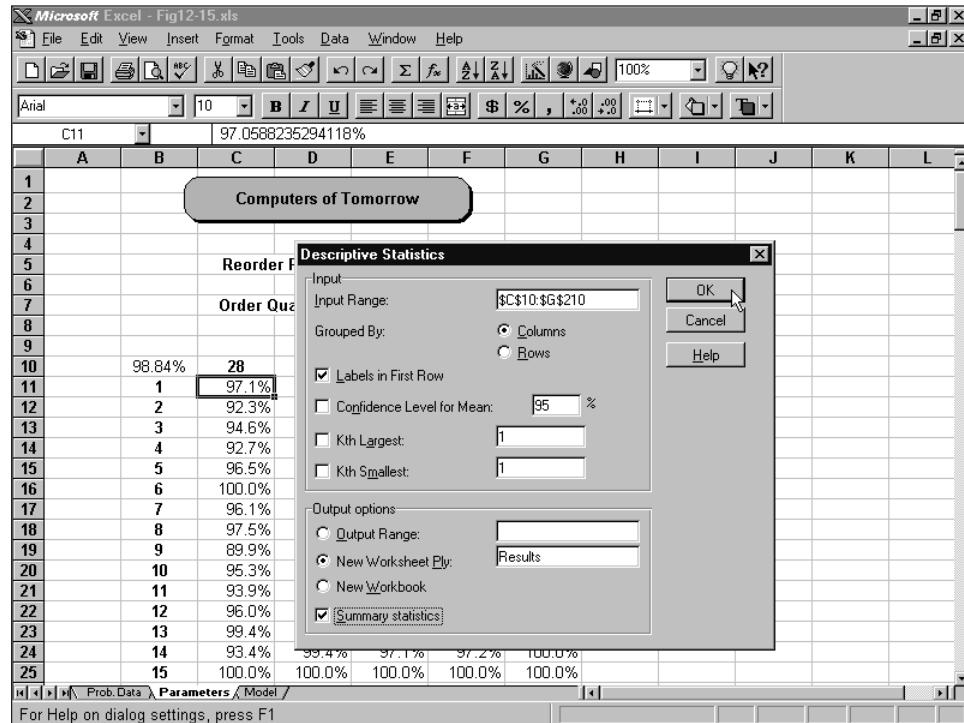 Microsoft Excel - Fig12-15.xls
File Edit View Insert Format Tools Data Window Help
100%
Arial 10 B I U $ % ,
C11 97.0588235294118%
A B C D E F G H I J K L
1
2 Computers of Tomorrow
3
4
5 Reorder
6
7 Order
8
9
10 98.84% 28
11 1 97.1%
12 2 92.3%
13 3 94.6%
14 4 92.7%
15 5 96.5%
16 6 100.0%
17 7 96.1%
18 8 97.5%
19 9 89.9%
20 10 95.3%
21 11 93.9%
22 12 96.0%
23 13 99.4%
24 14 93.4% 99.4% 97.1% 97.2% 100.0%
25 15 100.0% 100.0% 100.0% 100.0% 100.0%
Descriptive Statistics
Input
Input Range: $C$10:$G$210
Grouped By: Columns
Rows
Labels in First Row
Confidence Level for Mean: 95 %
Kth Largest: 1
Kth Smallest: 1
Output options
Output Range:
New Worksheet Ply: Results
New Workbook
Summary statistics
OK
Cancel
Help
Prob.Data Parameters Model
For Help on dialog settings, press F1